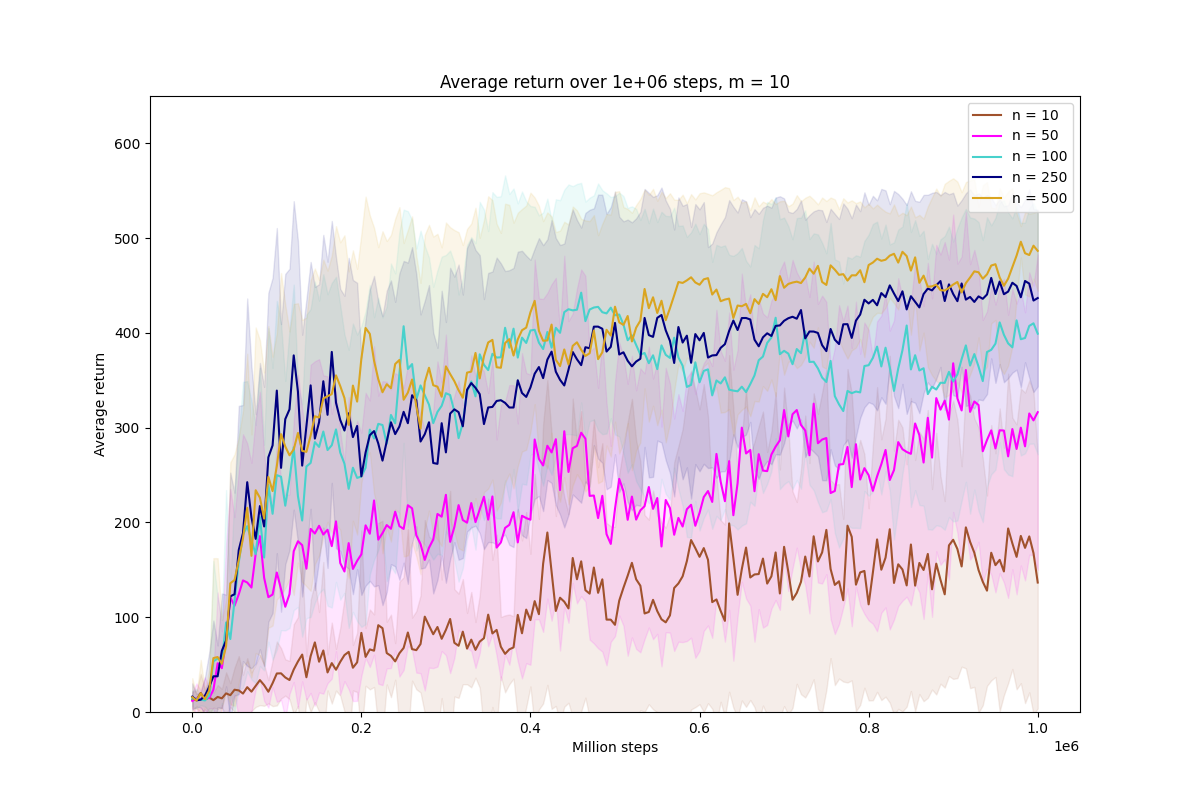 Average return over 1e+06 steps, m = 10
n = 10
n = 50
n = 100
n = 250
n = 500
600
500
400
300
200
100
0
Average return
0.0 0.2 0.4 0.6 0.8 1.0
1e6
Million steps